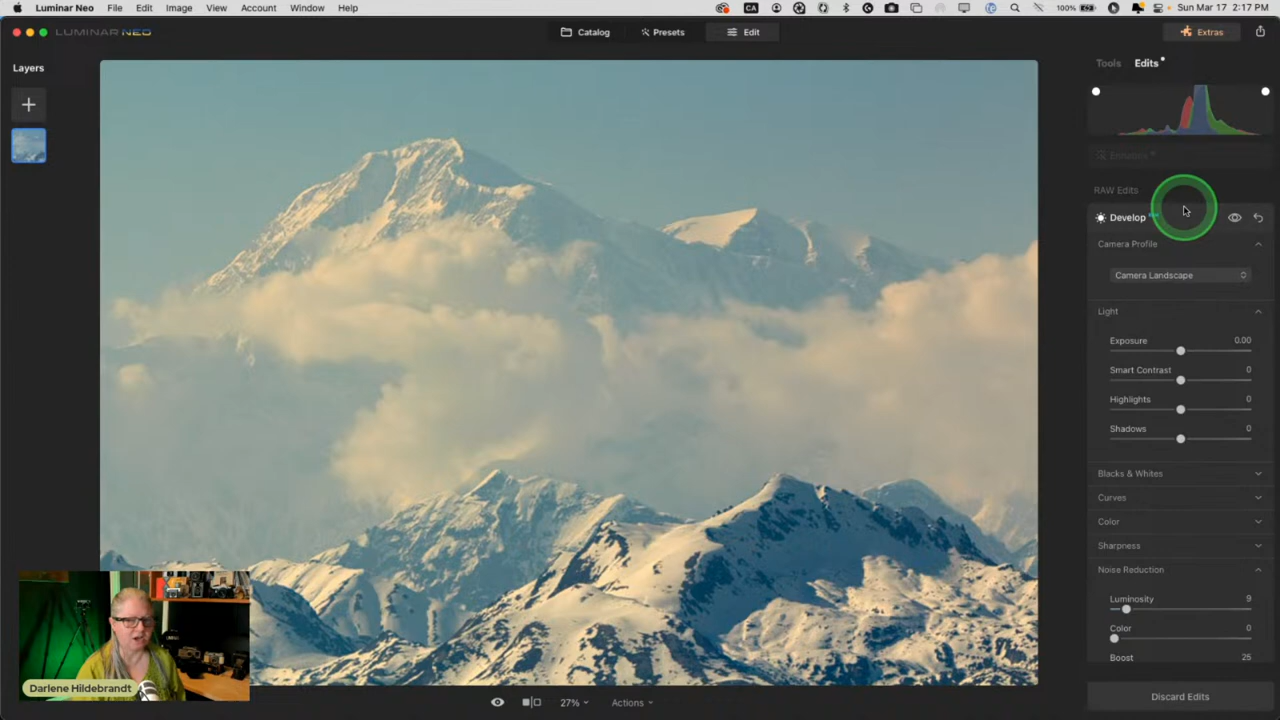 Luminar Neo File Edit Image View Account Window Help
CA 100% Sun Mar 17 2:17 PM
LUMINAR NEO
Catalog Presets Edit
Extras
Layers
Tools Edits
Enhance
RAW Edits
Develop
Camera Profile
Camera Landscape
Light
Exposure 0.00
Smart Contrast 0
Highlights 0
Shadows 0
Blacks & Whites
Curves
Color
Sharpness
Noise Reduction
Luminosity 9
Color 0
Boost 25
Discard Edits
Darlene Hildebrandt
27% Actions